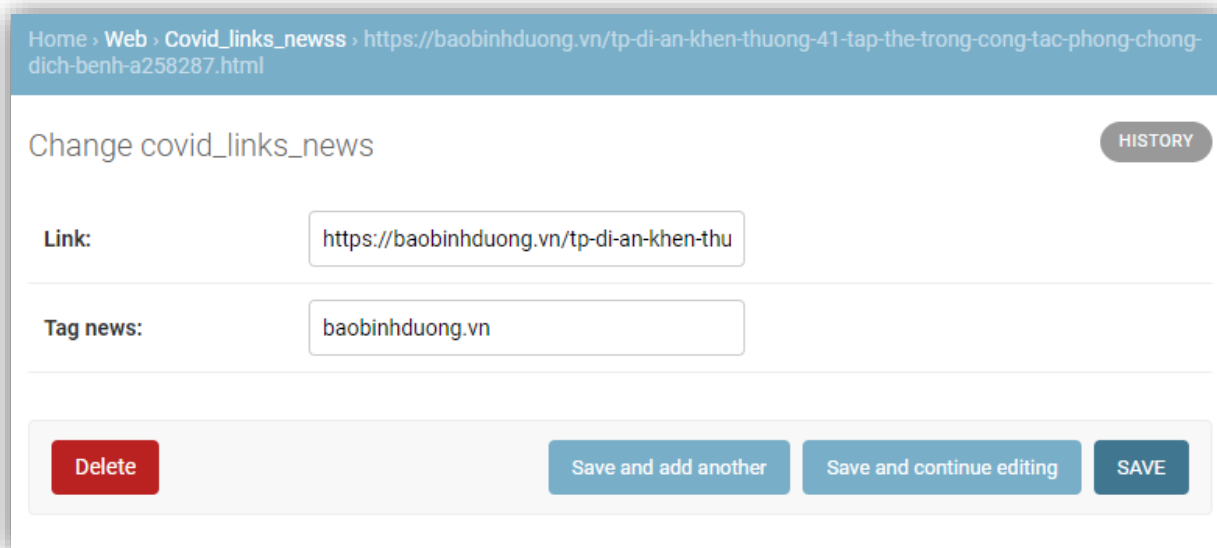 Home › Web › Covid_links_newss › https://baobinhduong.vn/tp-di-an-khen-thuong-41-tap-the-trong-cong-tac-phong-chong-
dich-benh-a258287.html
Change covid_links_news
HISTORY
Link:
https://baobinhduong.vn/tp-di-an-khen-thu
Tag news:
baobinhduong.vn
Delete
Save and add another
Save and continue editing
SAVE